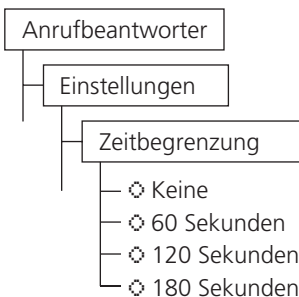 Anrufbeantworter
Einstellungen
Zeitbegrenzung
Keine
60 Sekunden
120 Sekunden
180 Sekunden